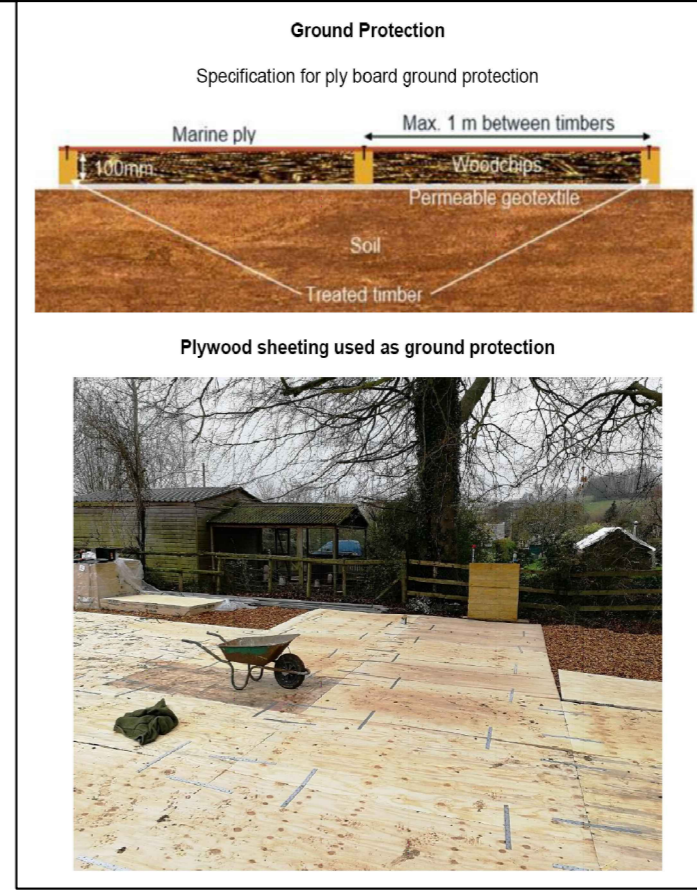 Ground Protection
Specification for ply board ground protection
Marine ply
Max. 1 m between timbers
100mm
Woodchips
Permeable geotextile
Soil
Treated timber
Plywood sheeting used as ground protection